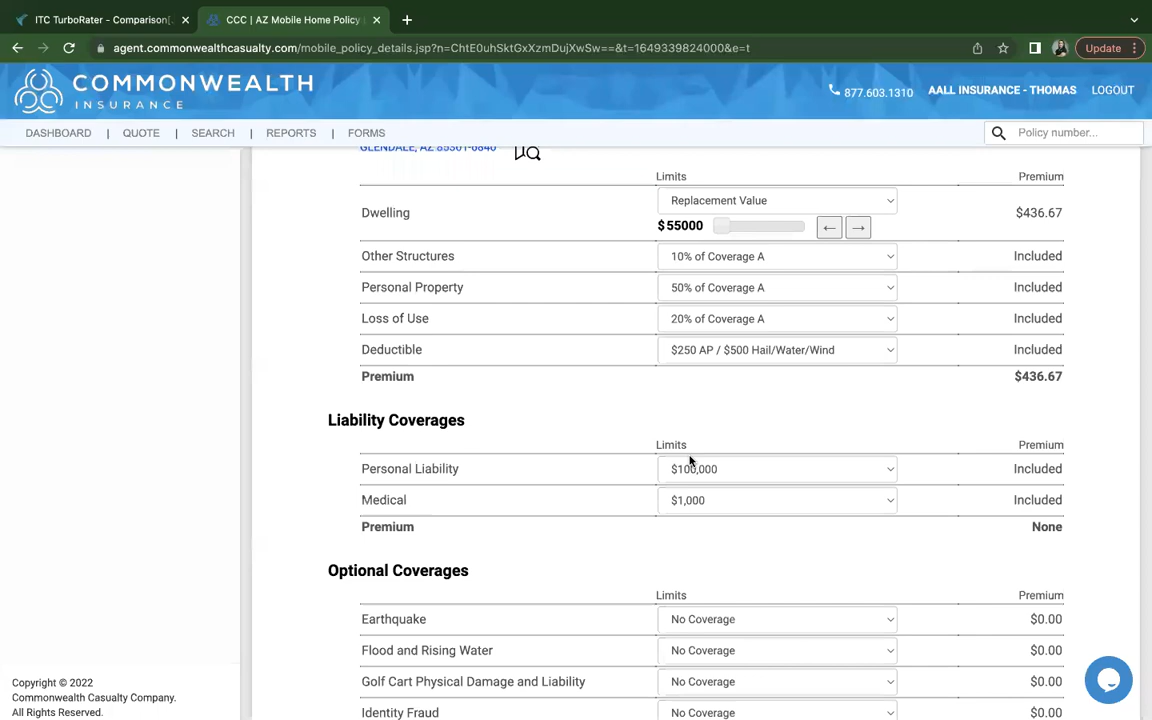 ITC TurboRater - Comparison[.
CCC | AZ Mobile Home Policy
agent.commonwealthcasualty.com/mobile_policy_details.jsp?n=ChtE0uhSktGxXzmDujXwSw==&t=1649339824000&e=t
Update
COMMONWEALTH
INSURANCE
877.603.1310
AALL INSURANCE - THOMAS
LOGOUT
DASHBOARD | QUOTE | SEARCH | REPORTS | FORMS
Policy number...
GLENDALE, AZ 85301-6840
Limits Premium
Dwelling Replacement Value $436.67
$55000
Other Structures 10% of Coverage A Included
Personal Property 50% of Coverage A Included
Loss of Use 20% of Coverage A Included
Deductible $250 AP / $500 Hail/Water/Wind Included
Premium $436.67
Liability Coverages
Limits Premium
Personal Liability $100,000 Included
Medical $1,000 Included
Premium None
Optional Coverages
Limits Premium
Earthquake No Coverage $0.00
Flood and Rising Water No Coverage $0.00
Golf Cart Physical Damage and Liability No Coverage $0.00
Identity Fraud No Coverage $0.00
Copyright © 2022
Commonwealth Casualty Company.
All Rights Reserved.